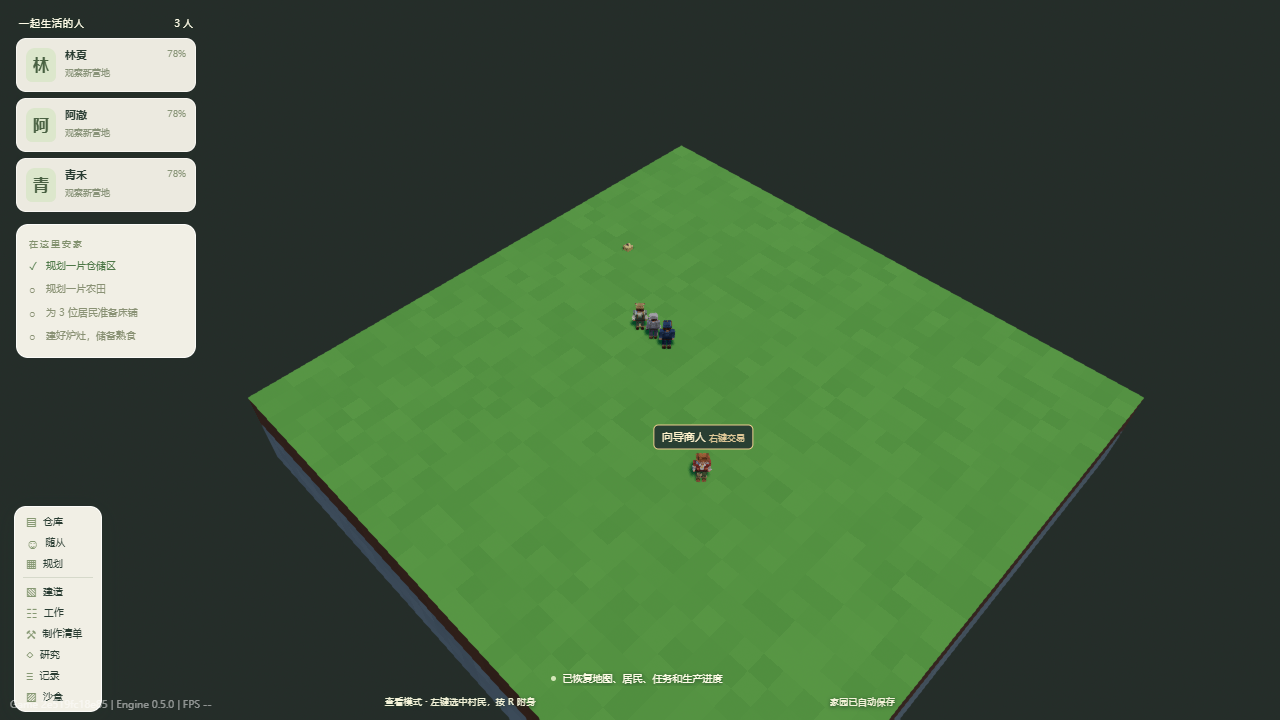 一起生活的人 3 人
林 林夏 78%
观察新营地
阿 阿澈 78%
观察新营地
青 青禾 78%
观察新营地
在这里安家
✓ 规划一片仓储区
○ 规划一片农田
○ 为 3 位居民准备床铺
○ 建好炉灶，储备熟食
向导商人 右键交易
仓库
随从
规划
建造
工作
制作清单
研究
记录
沙盒
已恢复地图、居民、任务和生产进度
| Engine 0.5.0 | FPS --
查看模式 · 左键选中村民，按 R 附身
家园已自动保存